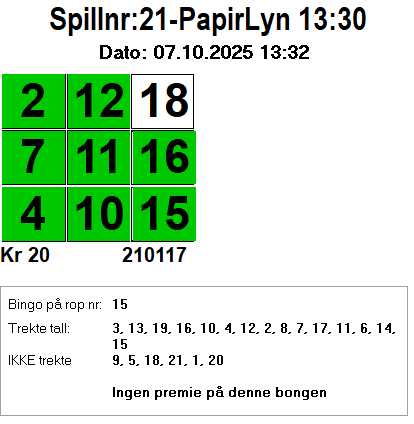 Spillnr:21-PapirLyn 13:30
Dato: 07.10.2025 13:32
2 12 18
7 11 16
4 10 15
Kr 20 210117
Bingo på rop nr: 15
Trekte tall: 3, 13, 19, 16, 10, 4, 12, 2, 8, 7, 17, 11, 6, 14,
15
IKKE trekte 9, 5, 18, 21, 1, 20
Ingen premie på denne bongen